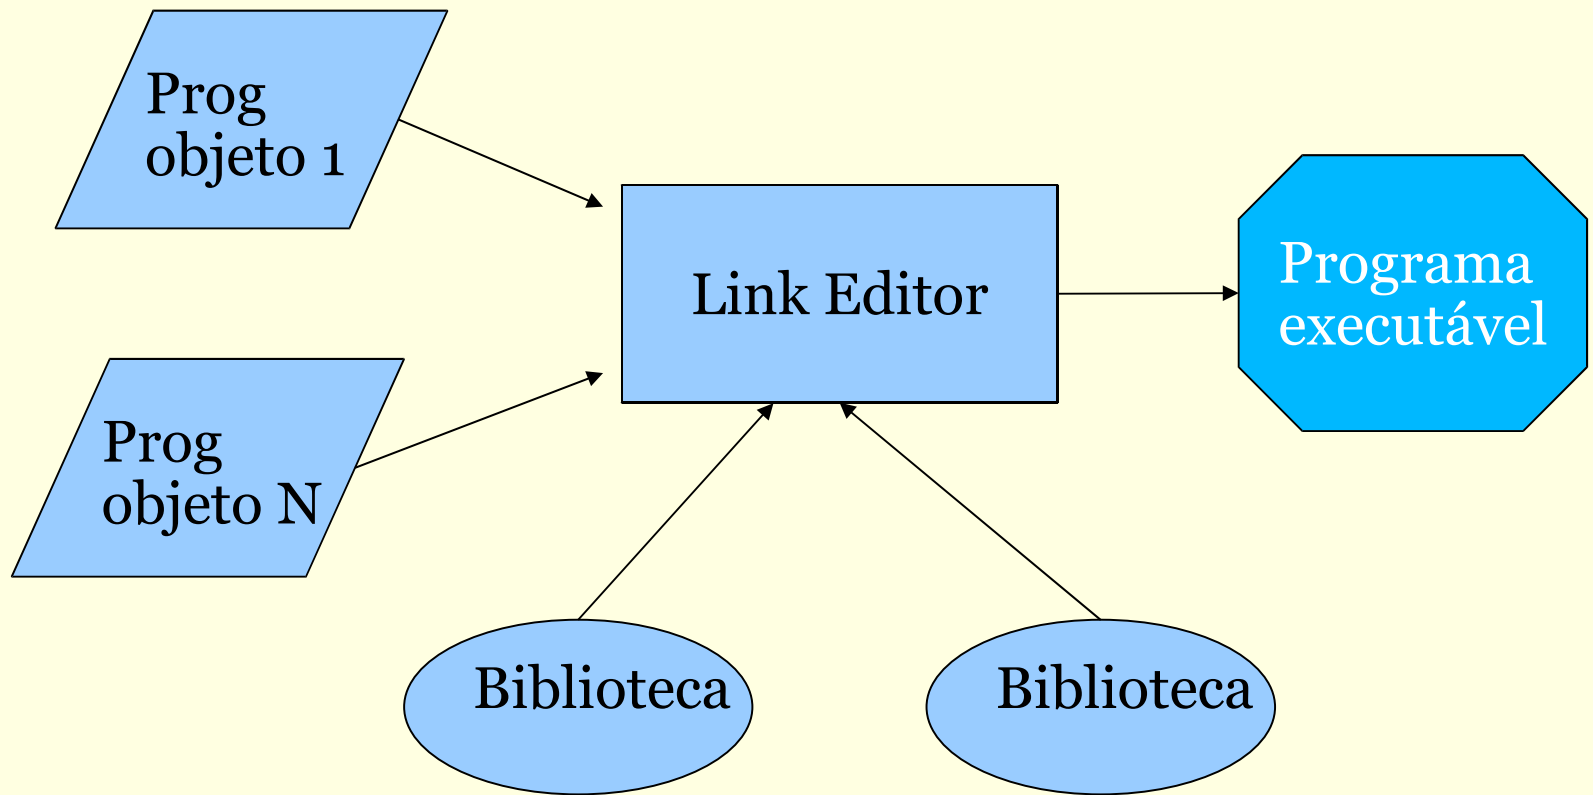 Prog
objeto 1
Link Editor
Programa
executável
Prog
objeto N
Biblioteca
Biblioteca